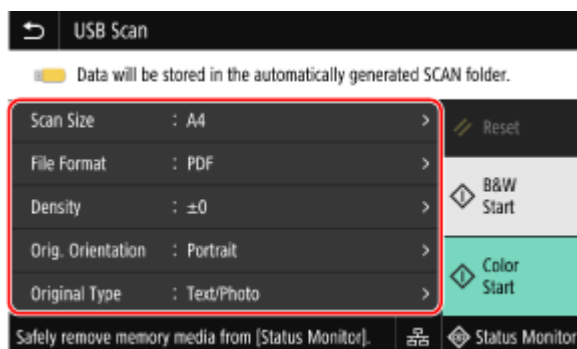 USB Scan
Data will be stored in the automatically generated SCAN folder.
Scan Size : A4
File Format : PDF
Density : ±0
Orig. Orientation : Portrait
Original Type : Text/Photo
Reset
B&W
Start
Color
Start
Safely remove memory media from [Status Monitor].
Status Monitor